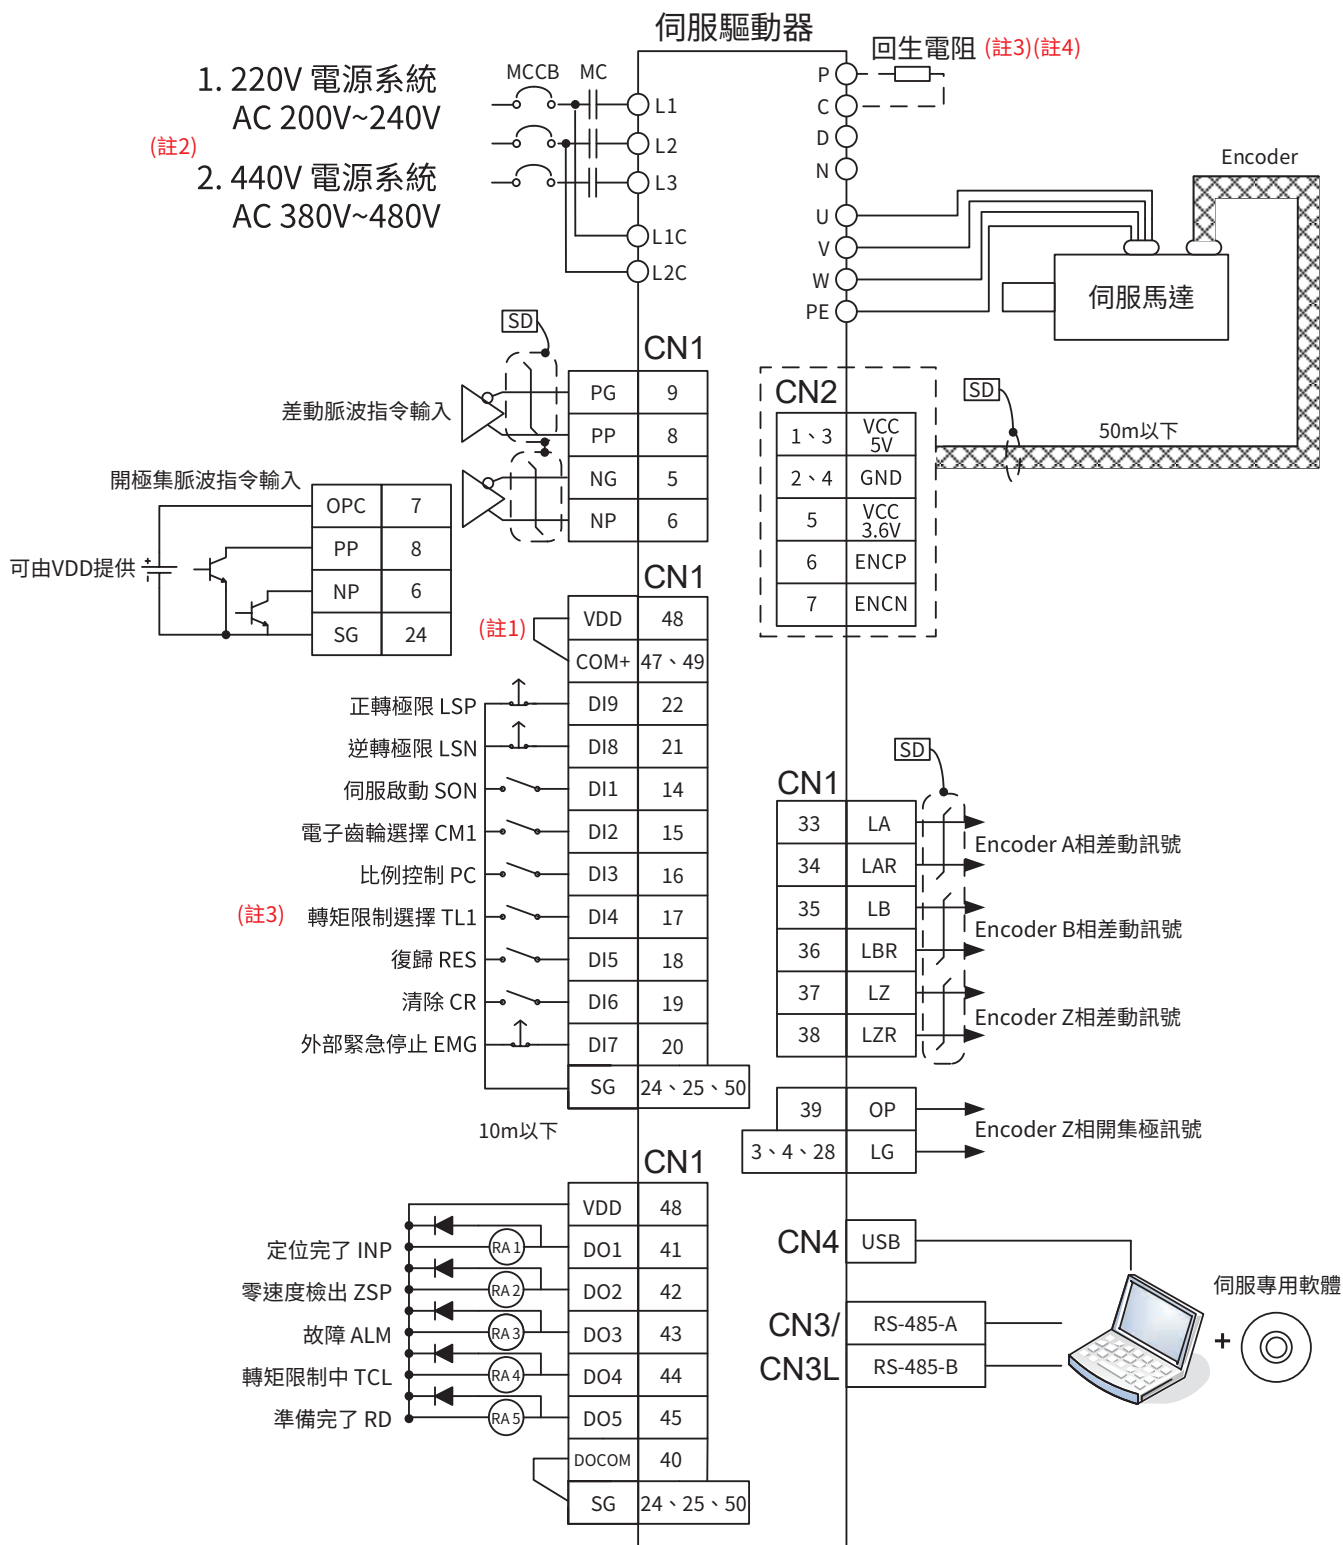 伺服驅動器
1. 220V 電源系統
AC 200V~240V
(註2)
2. 440V 電源系統
AC 380V~480V
MCCB MC
L1
L2
L3
L1C
L2C
回生電阻 (註3)(註4)
P
C
D
N
U
V
W
PE
Encoder
伺服馬達
SD
CN1
差動脈波指令輸入
PG 9
PP 8
NG 5
NP 6
開極集脈波指令輸入
OPC 7
PP 8
NP 6
SG 24
可由VDD提供
+
-
CN2
1、3 VCC 5V
2、4 GND
5 VCC 3.6V
6 ENCP
7 ENCN
SD
50m以下
CN1
(註1)
VDD 48
COM+ 47、49
正轉極限 LSP DI9 22
逆轉極限 LSN DI8 21
伺服啟動 SON DI1 14
電子齒輪選擇 CM1 DI2 15
比例控制 PC DI3 16
(註3) 轉矩限制選擇 TL1 DI4 17
復歸 RES DI5 18
清除 CR DI6 19
外部緊急停止 EMG DI7 20
SG 24、25、50
10m以下
SD
CN1
33 LA
34 LAR
Encoder A相差動訊號
35 LB
36 LBR
Encoder B相差動訊號
37 LZ
38 LZR
Encoder Z相差動訊號
39 OP
3、4、28 LG
Encoder Z相開集極訊號
CN1
VDD 48
定位完了 INP RA1 DO1 41
零速度檢出 ZSP RA2 DO2 42
故障 ALM RA3 DO3 43
轉矩限制中 TCL RA4 DO4 44
準備完了 RD RA5 DO5 45
DOCOM 40
SG 24、25、50
CN4 USB
CN3/ RS-485-A
CN3L RS-485-B
伺服專用軟體
+